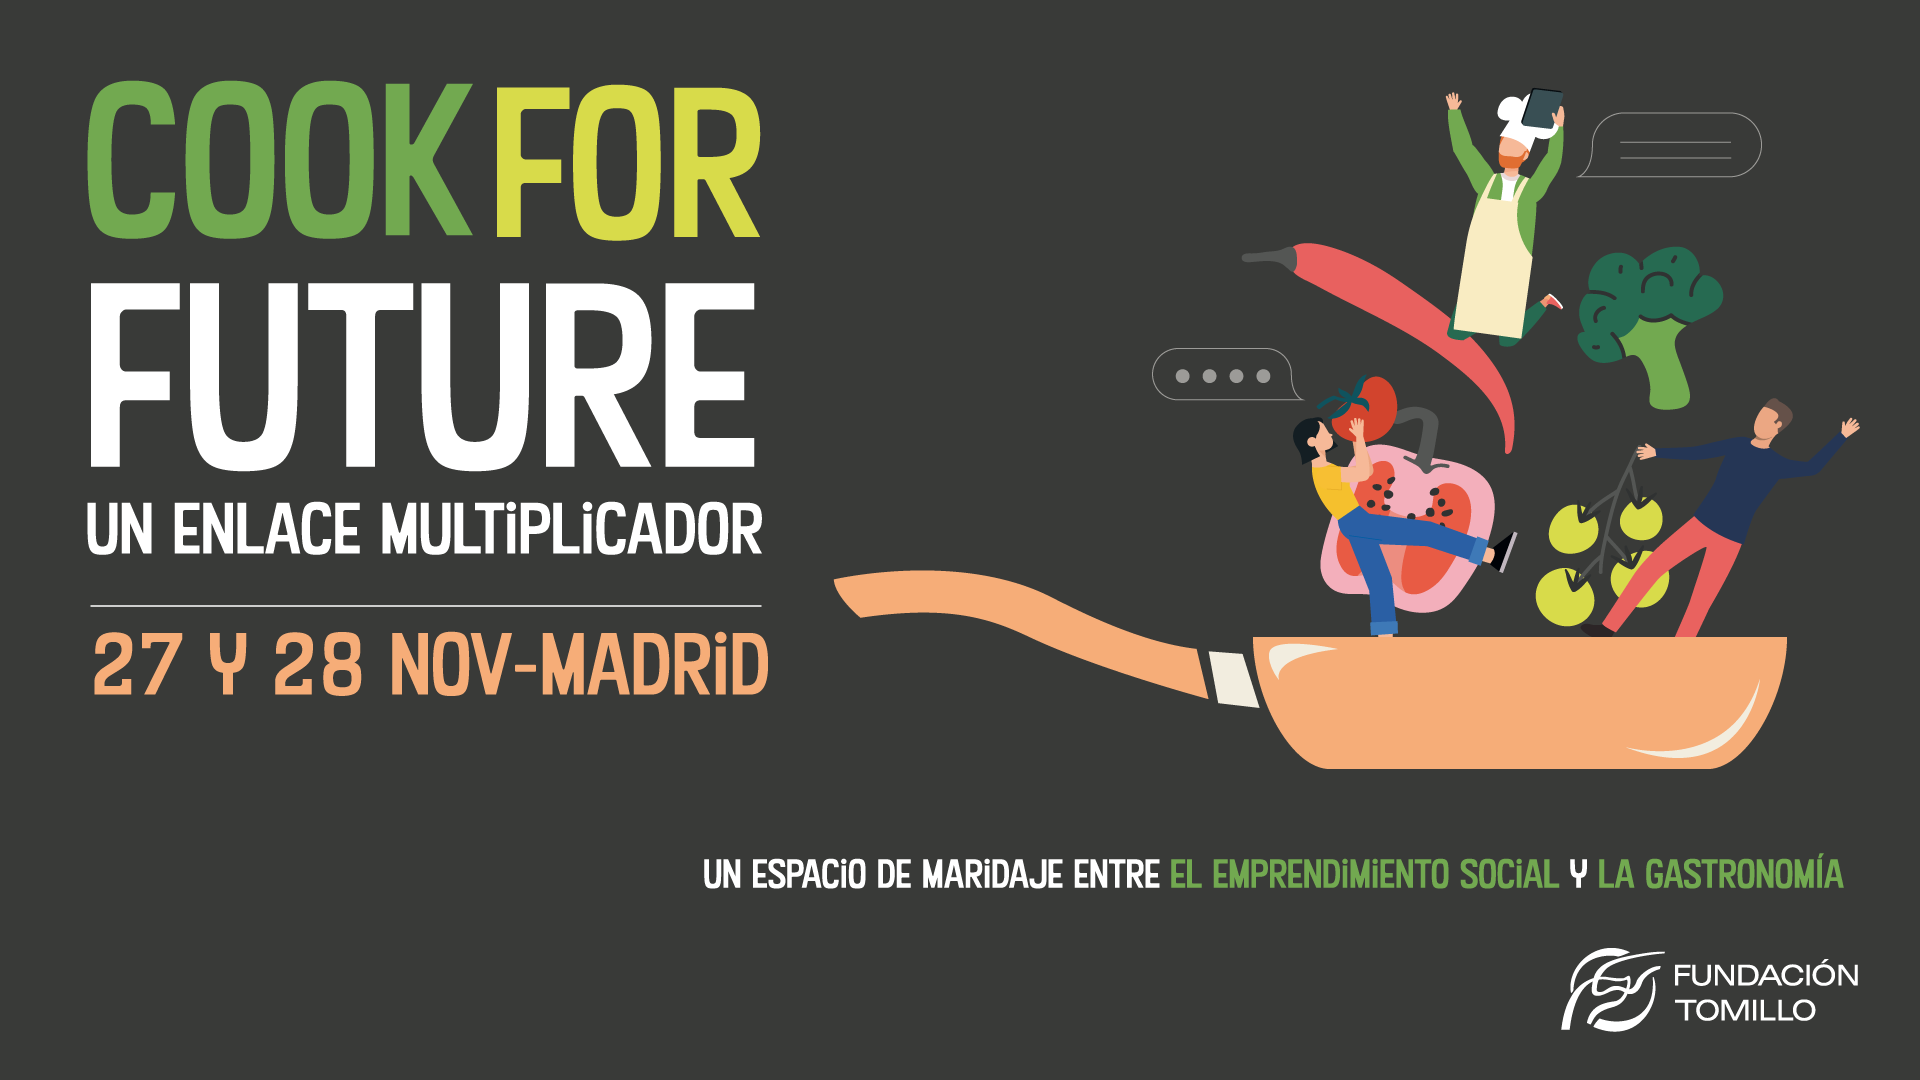 COOK FOR
FUTURE
UN ENLACE MULTiPLiCADOR
27 Y 28 NOV-MADRiD
UN ESPACiO DE MARiDAJE ENTRE EL EMPRENDiMiENTO SOCiAL Y LA GASTRONOMÍA
FUNDACIÓN
TOMILLO